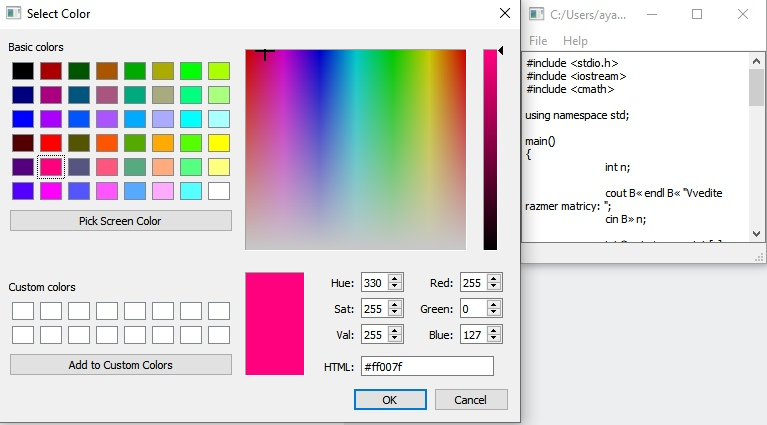 Select Color
Basic colors
Pick Screen Color
Custom colors
Add to Custom Colors
Hue: 330
Red: 255
Sat: 255
Green: 0
Val: 255
Blue: 127
HTML: #ff007f
OK
Cancel
C:/Users/aya...
File Help
#include <stdio.h>
#include <iostream>
#include <cmath>
using namespace std;
main()
{
int n;
cout В« endl В« "Vvedite
razmer matricy: ";
cin В» n;